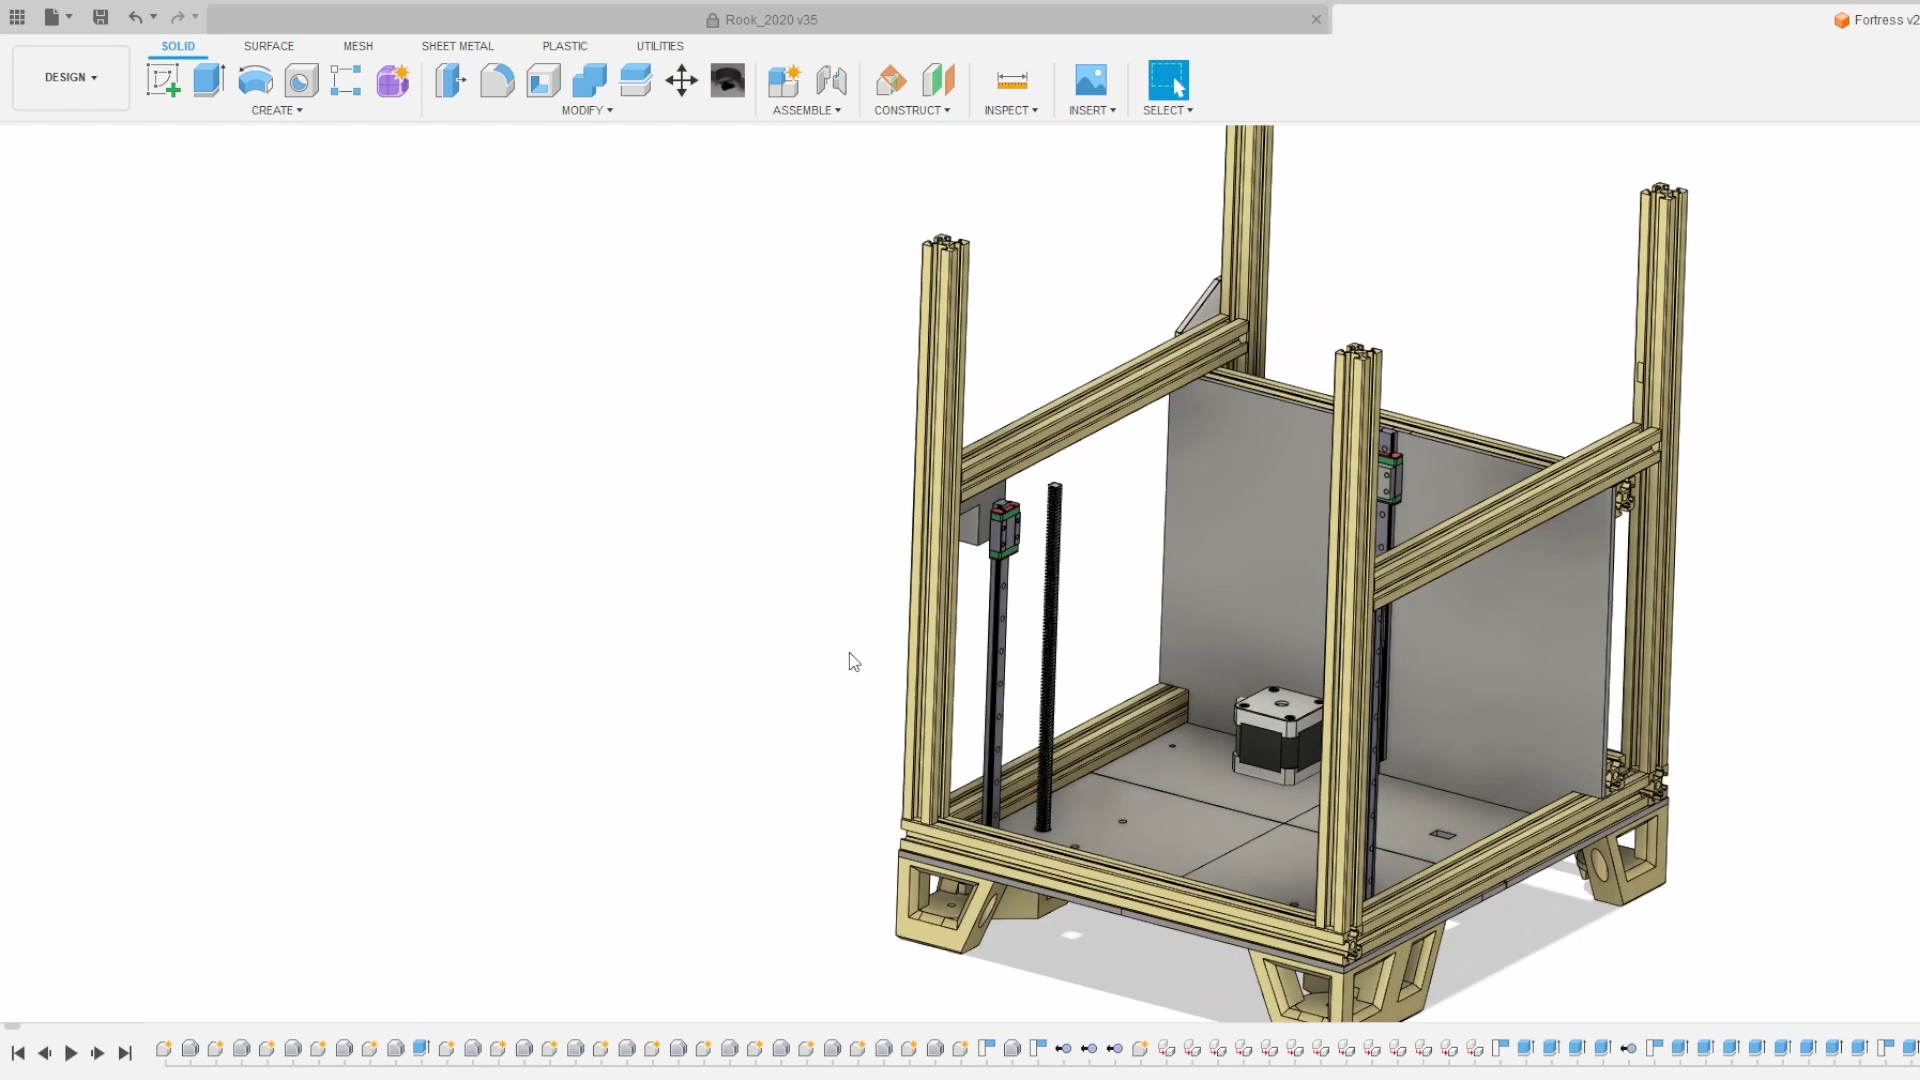 Rook_2020 v35
Fortress v2
SOLID
SURFACE
MESH
SHEET METAL
PLASTIC
UTILITIES
DESIGN
CREATE
MODIFY
ASSEMBLE
CONSTRUCT
INSPECT
INSERT
SELECT